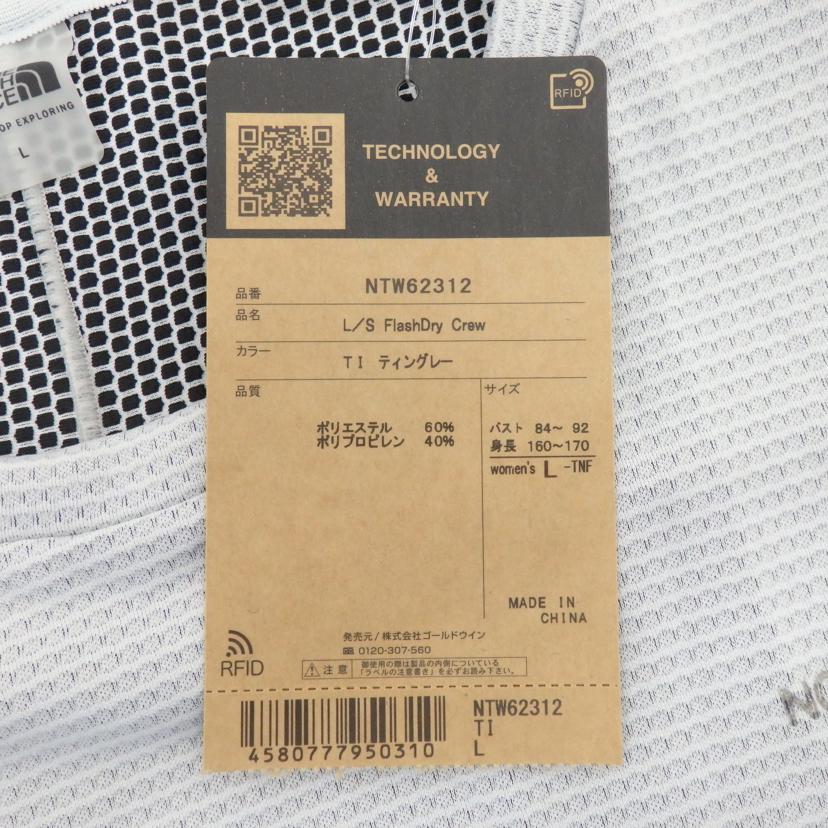 OP EXPLORING
L
RFID
TECHNOLOGY
&
WARRANTY
品番 NTW62312
品名 L/S FlashDry Crew
カラー TI ティングレー
品質
ポリエステル 60%
ポリプロピレン 40%
サイズ
バスト 84～ 92
身長 160～170
women's L -TNF
MADE IN
CHINA
発売元/株式会社ゴールドウイン
0120-307-560
RFID
注意
御使用の際は製品の内側についている
「ラベルの注意書き」を必ずお読み下さい。
4580777950310
NTW62312
TI
L
NO